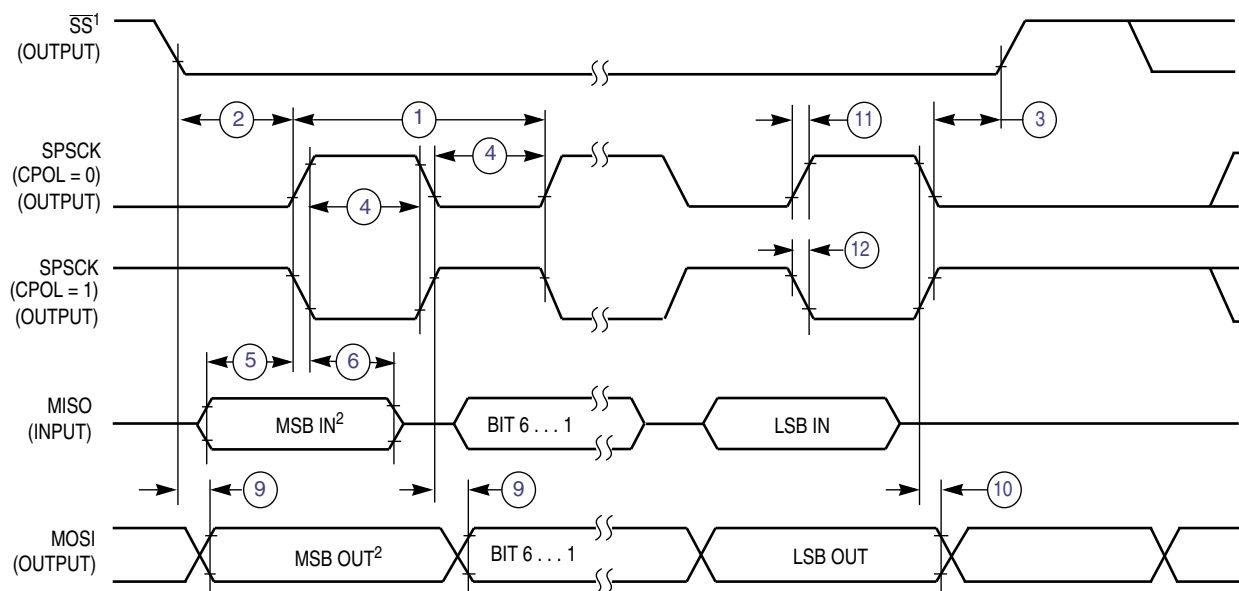 SS¹
(OUTPUT)
2
1
11
3
SPSCK
(CPOL = 0)
(OUTPUT)
4
4
SPSCK
(CPOL = 1)
(OUTPUT)
12
5
6
MISO
(INPUT)
MSB IN²
BIT 6 . . . 1
LSB IN
9
9
10
MOSI
(OUTPUT)
MSB OUT²
BIT 6 . . . 1
LSB OUT